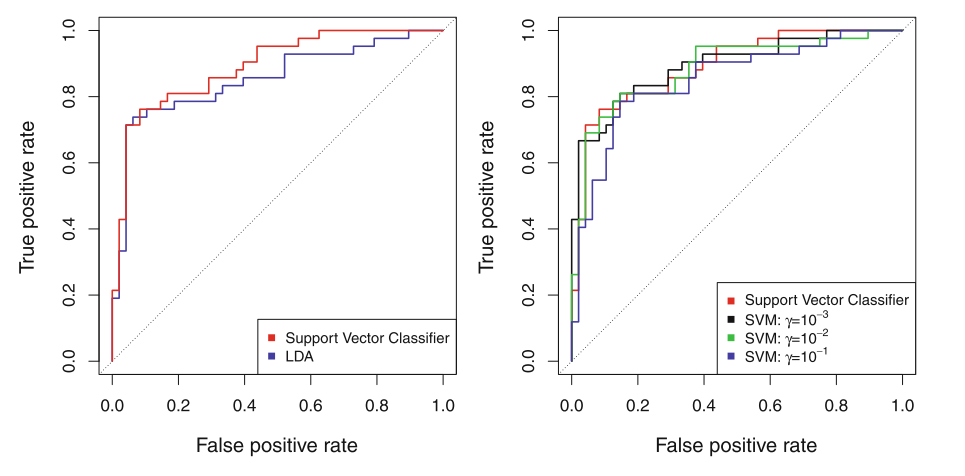 True positive rate
1.0
0.8
0.6
0.4
0.2
0.0
Support Vector Classifier
LDA
0.0 0.2 0.4 0.6 0.8 1.0
False positive rate
True positive rate
1.0
0.8
0.6
0.4
0.2
0.0
Support Vector Classifier
SVM: γ=10⁻³
SVM: γ=10⁻²
SVM: γ=10⁻¹
0.0 0.2 0.4 0.6 0.8 1.0
False positive rate